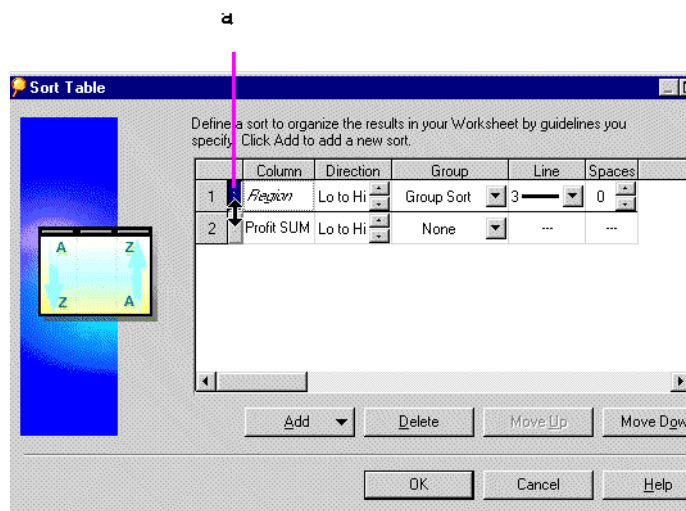 a
Sort Table
Define a sort to organize the results in your Worksheet by guidelines you
specify. Click Add to add a new sort.
Column Direction Group Line Spaces
1 Region Lo to Hi Group Sort 3 0
2 Profit SUM Lo to Hi None --- ---
A Z
Z A
Add Delete Move Up Move Dow
OK Cancel Help